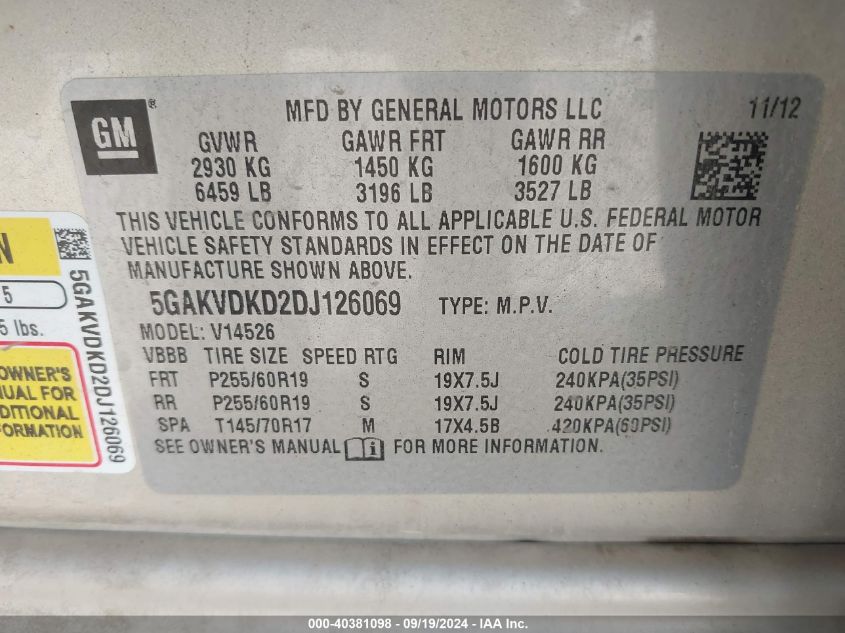 GM ®
MFD BY GENERAL MOTORS LLC 11/12
GVWR GAWR FRT GAWR RR
2930 KG 1450 KG 1600 KG
6459 LB 3196 LB 3527 LB
THIS VEHICLE CONFORMS TO ALL APPLICABLE U.S. FEDERAL MOTOR
VEHICLE SAFETY STANDARDS IN EFFECT ON THE DATE OF
MANUFACTURE SHOWN ABOVE.
5GAKVDKD2DJ126069 TYPE: M.P.V.
MODEL: V14526
VBBB TIRE SIZE SPEED RTG RIM COLD TIRE PRESSURE
FRT P255/60R19 S 19X7.5J 240KPA(35PSI)
RR P255/60R19 S 19X7.5J 240KPA(35PSI)
SPA T145/70R17 M 17X4.5B 420KPA(60PSI)
SEE OWNER'S MANUAL i FOR MORE INFORMATION.
N
5
5 lbs.
OWNER'S
NUAL FOR
DITIONAL
FORMATION
5GAKVDKD2DJ126069
000-40381098 - 09/19/2024 - IAA Inc.